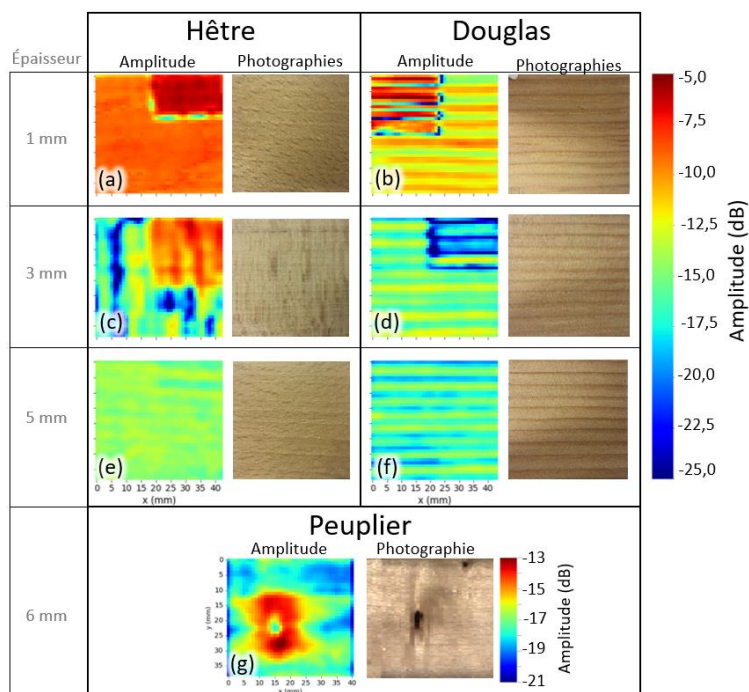 Hêtre Douglas
Épaisseur Amplitude Photographies Amplitude Photographies
1 mm (a) (b)
3 mm (c) (d)
5 mm (e) (f)
0 5 10 15 20 25 30 35 40 0 5 10 15 20 25 30 35 40
x (mm) x (mm)
-5,0
-7,5
-10,0
-12,5
-15,0
-17,5
-20,0
-22,5
-25,0
Amplitude (dB)
Peuplier
Amplitude Photographie
6 mm (g)
0
5
10
15
20
25
30
35
y (mm)
0 5 10 15 20 25 30 35 40
x (mm)
-13
-15
-17
-19
-21
Amplitude (dB)